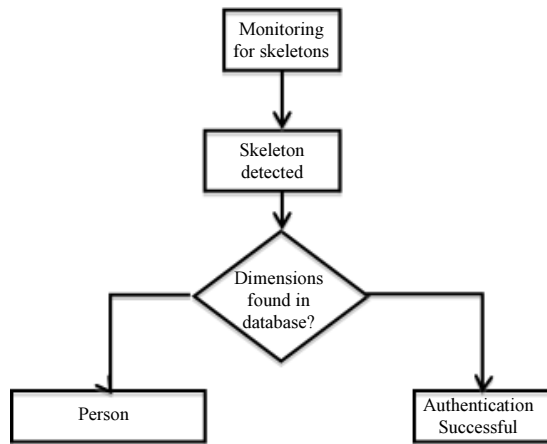 Monitoring
for skeletons
Skeleton
detected
Dimensions
found in
database?
Person
Authentication
Successful